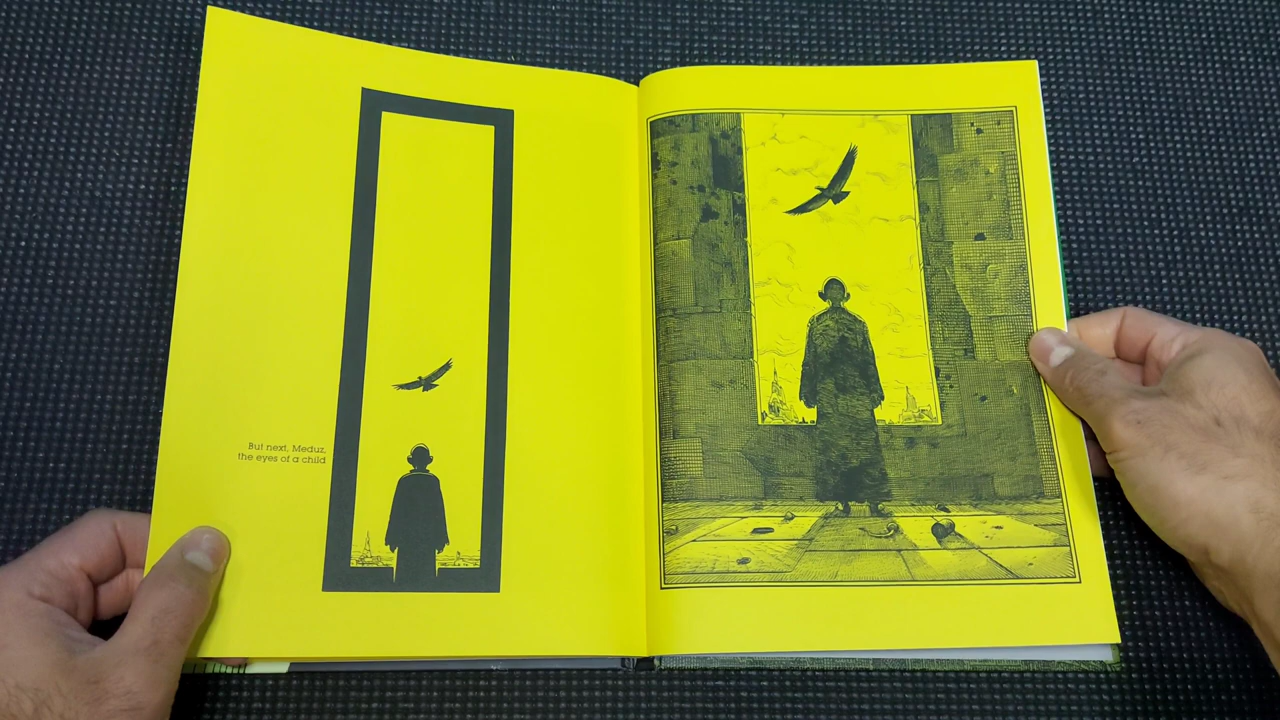 But next, Meduz,
the eyes of a child